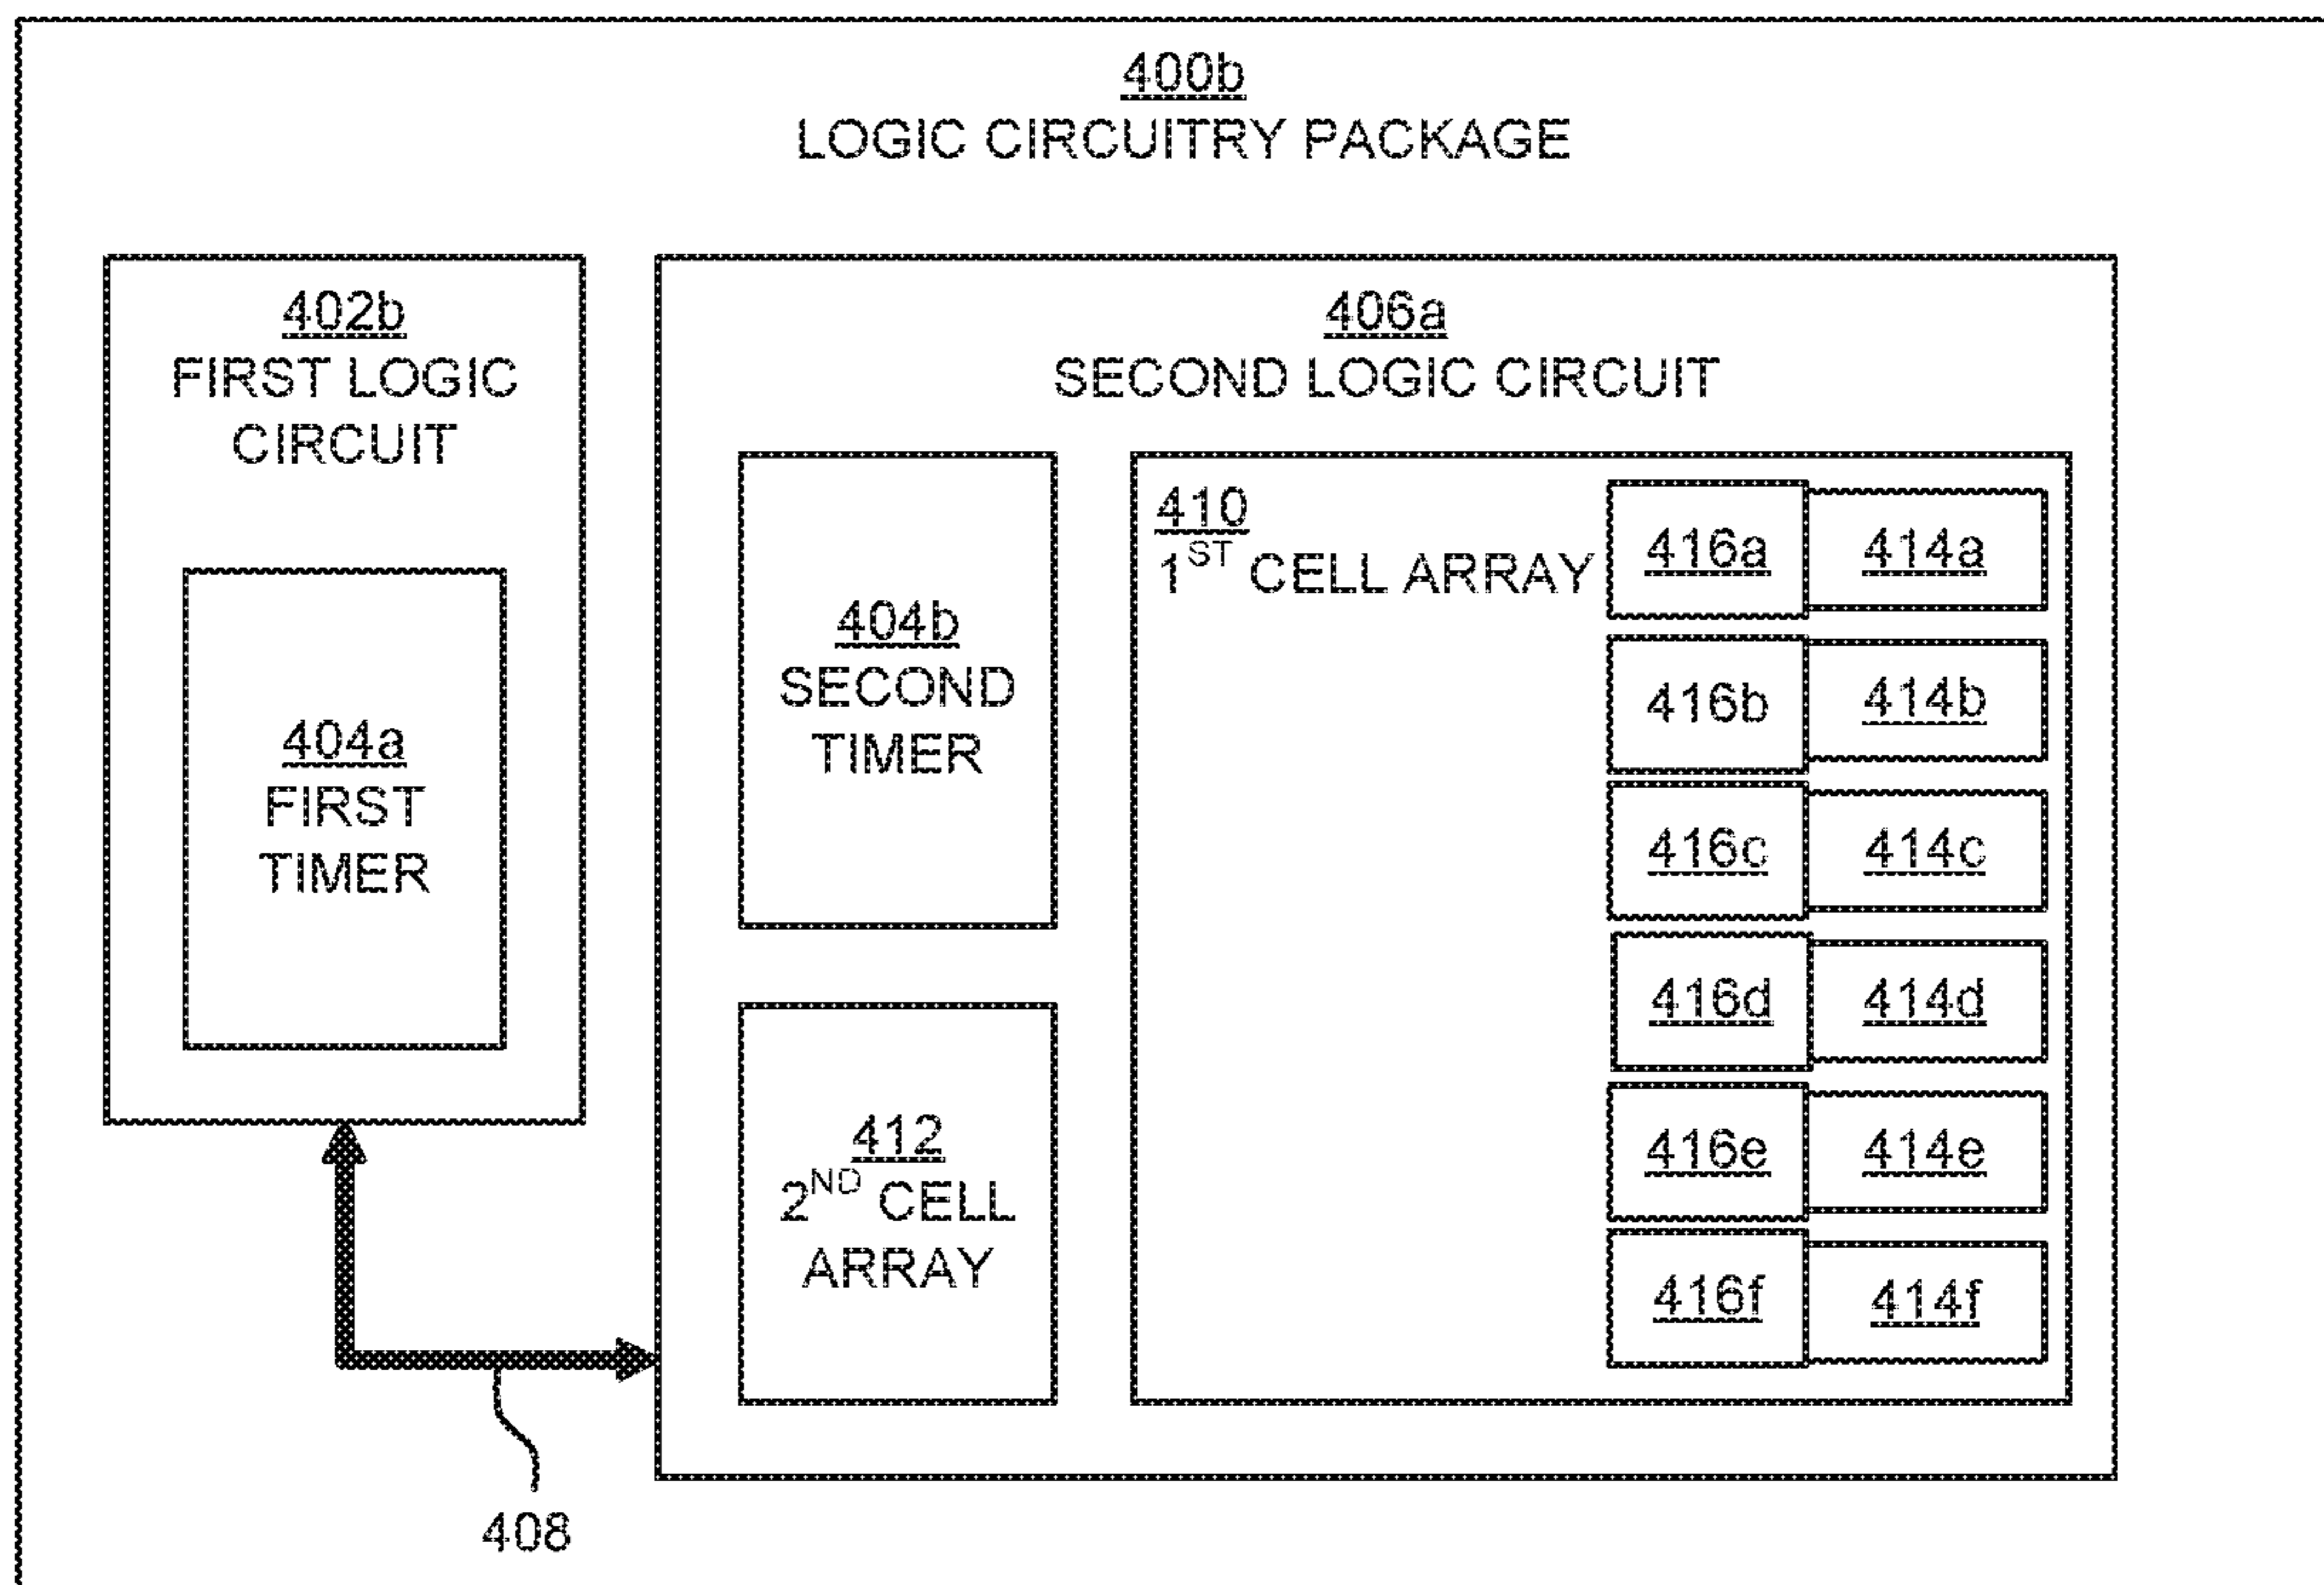 400b
LOGIC CIRCUITRY PACKAGE
402b
FIRST LOGIC
CIRCUIT
404a
FIRST
TIMER
406a
SECOND LOGIC CIRCUIT
404b
SECOND
TIMER
412
2ND CELL
ARRAY
410
1ST CELL ARRAY
416a 414a
416b 414b
416c 414c
416d 414d
416e 414e
416f 414f
408